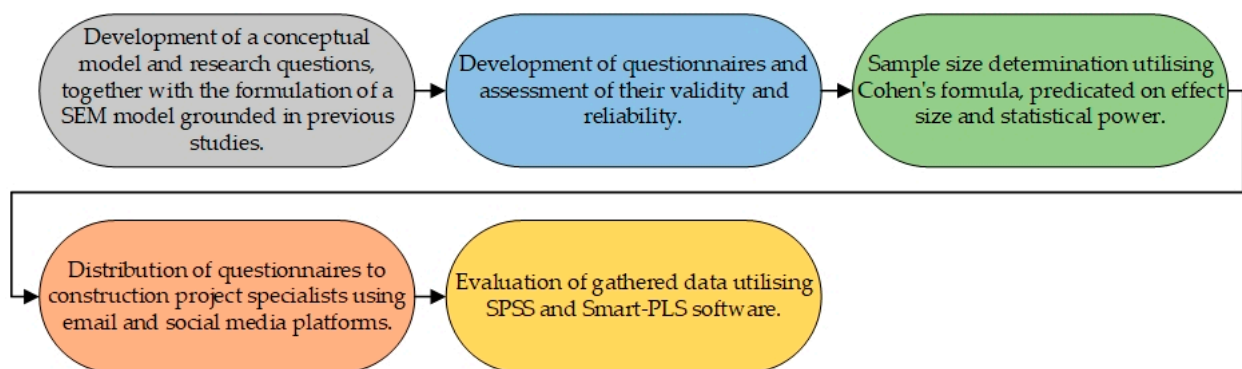 Development of a conceptual
model and research questions,
together with the formulation of a
SEM model grounded in previous
studies.
Development of questionnaires and
assessment of their validity and
reliability.
Sample size determination utilising
Cohen's formula, predicated on effect
size and statistical power.
Distribution of questionnaires to
construction project specialists using
email and social media platforms.
Evaluation of gathered data utilising
SPSS and Smart-PLS software.